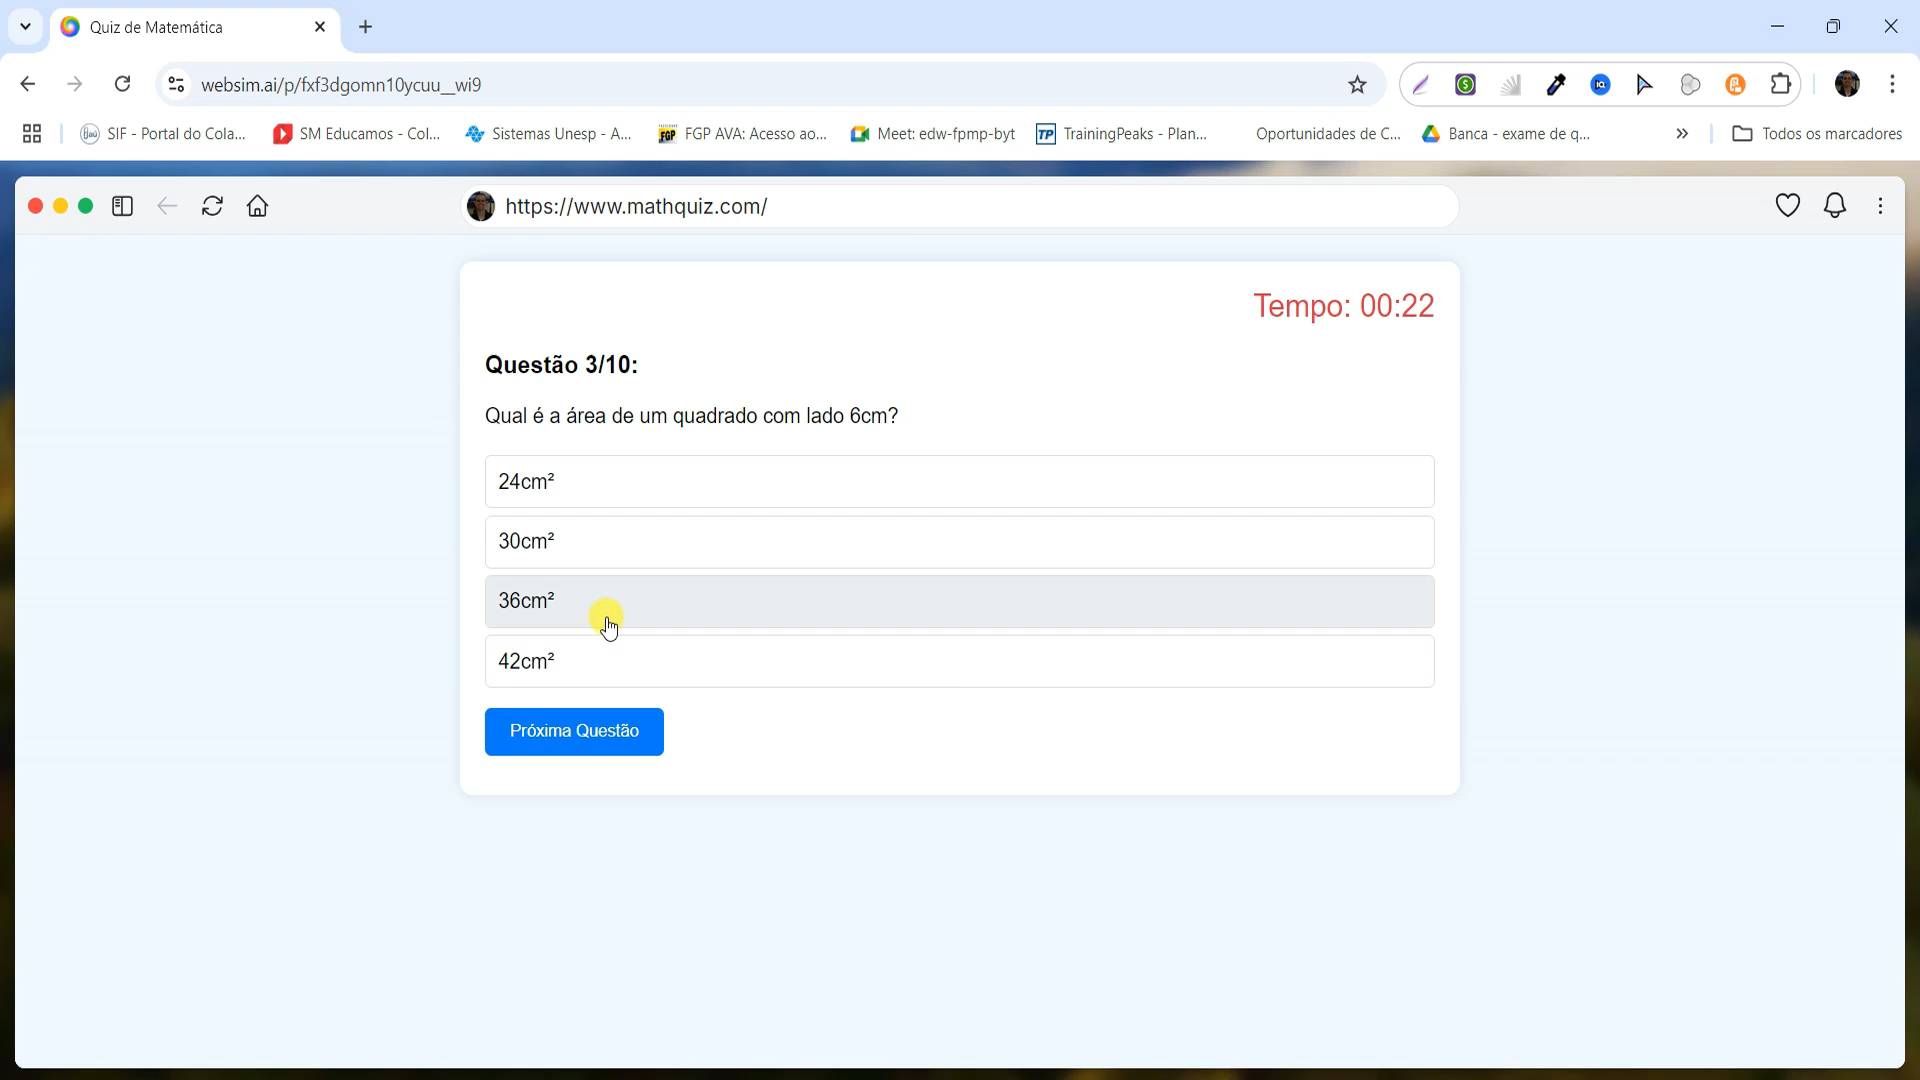 Quiz de Matemática
websim.ai/p/fxf3dgomn10ycuu__wi9
SIF - Portal do Cola...
SM Educamos - Col...
Sistemas Unesp - A...
FGP AVA: Acesso ao...
Meet: edw-fpmp-byt
TrainingPeaks - Plan...
Oportunidades de C...
Banca - exame de q...
Todos os marcadores
https://www.mathquiz.com/
Tempo: 00:22
Questão 3/10:
Qual é a área de um quadrado com lado 6cm?
24cm²
30cm²
36cm²
42cm²
Próxima Questão